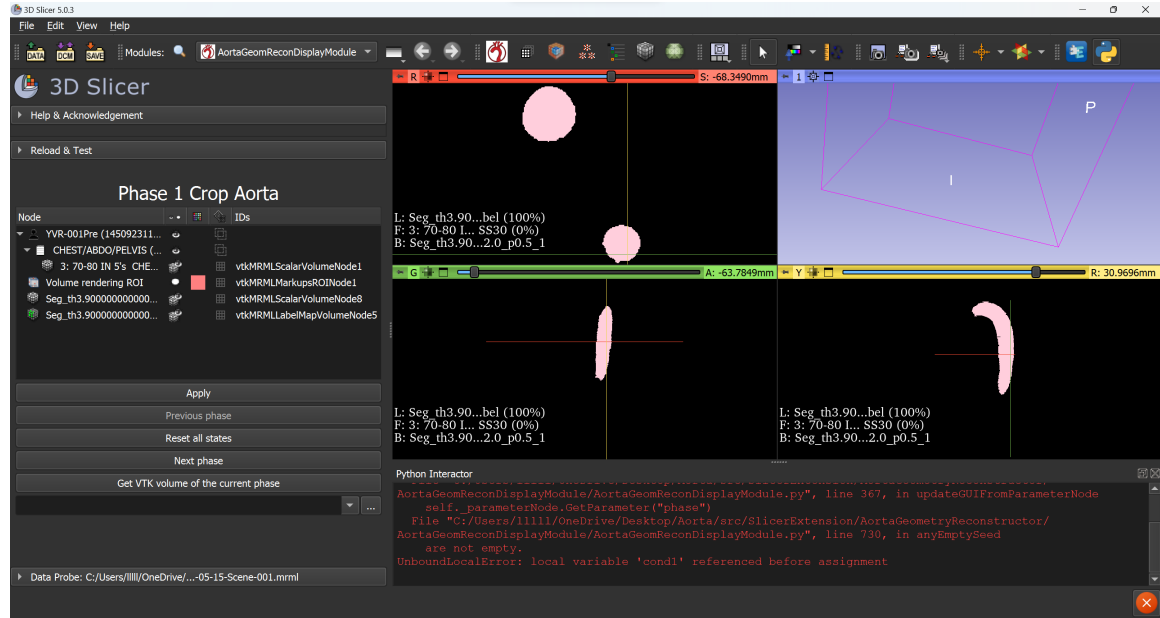 3D Slicer 5.0.3
File Edit View Help
DATA DCM SAVE Modules: AortaGeomReconDisplayModule
3D Slicer
Help & Acknowledgement
Reload & Test
Phase 1 Crop Aorta
Node IDs
YVR-001Pre (145092311...
CHEST/ABDO/PELVIS (...
3: 70-80 IN 5's CHE... vtkMRMLScalarVolumeNode1
Volume rendering ROI vtkMRMLMarkupsROINode1
Seg_th3.900000000000... vtkMRMLScalarVolumeNode8
Seg_th3.900000000000... vtkMRMLLabelMapVolumeNode5
Apply
Previous phase
Reset all states
Next phase
Get VTK volume of the current phase
...
Data Probe: C:/Users/lllll/OneDrive/...-05-15-Scene-001.mrml
R S: -68.3490mm
L: Seg_th3.90...bel (100%)
F: 3: 70-80 I... SS30 (0%)
B: Seg_th3.90...2.0_p0.5_1
1
P
I
G A: -63.7849mm
L: Seg_th3.90...bel (100%)
F: 3: 70-80 I... SS30 (0%)
B: Seg_th3.90...2.0_p0.5_1
Y R: 30.9696mm
L: Seg_th3.90...bel (100%)
F: 3: 70-80 I... SS30 (0%)
B: Seg_th3.90...2.0_p0.5_1
Python Interactor
AortaGeomReconDisplayModule/AortaGeomReconDisplayModule.py", line 367, in updateGUIFromParameterNode
self._parameterNode.GetParameter("phase")
File "C:/Users/lllll/OneDrive/Desktop/Aorta/src/SlicerExtension/AortaGeometryReconstructor/
AortaGeomReconDisplayModule/AortaGeomReconDisplayModule.py", line 730, in anyEmptySeed
are not empty.
UnboundLocalError: local variable 'cond1' referenced before assignment